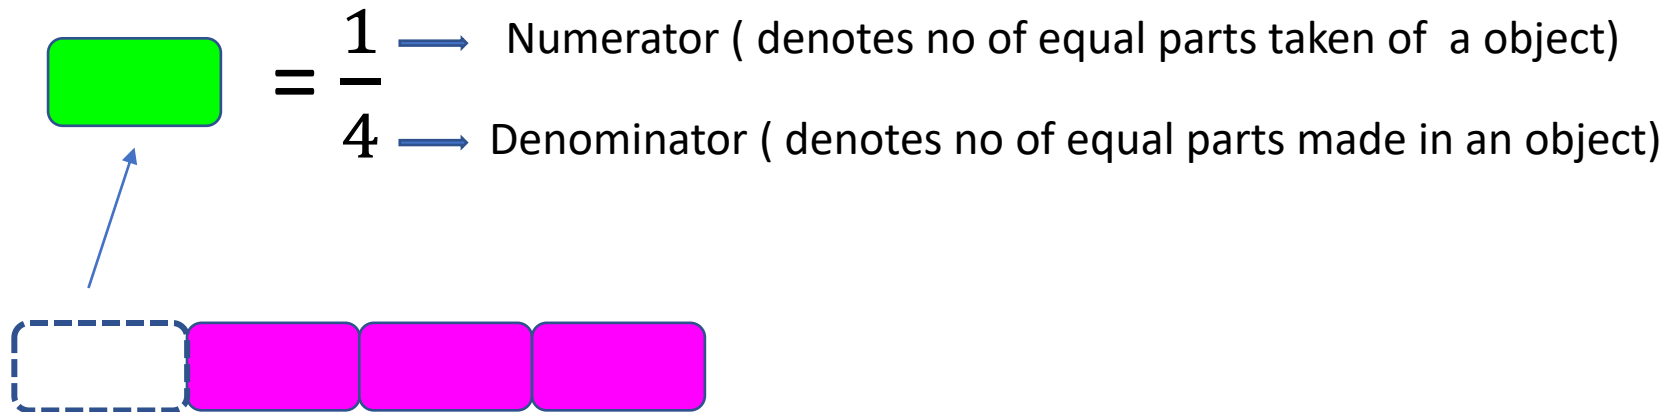 = 1/4
Numerator ( denotes no of equal parts taken of a object)
Denominator ( denotes no of equal parts made in an object)